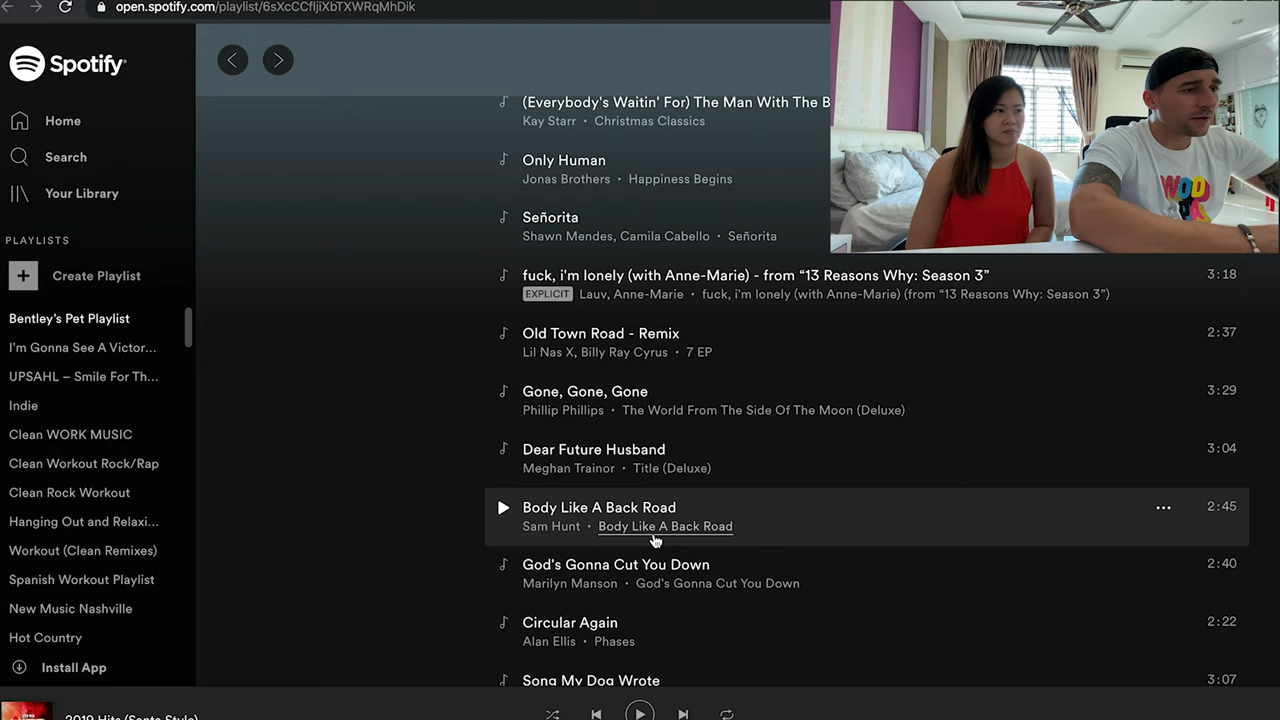 open.spotify.com/playlist/6sXcCCfljiXbTXWRqMhDik
Spotify
Home
Search
Your Library
PLAYLISTS
Create Playlist
Bentley's Pet Playlist
I'm Gonna See A Victor...
UPSAHL – Smile For Th...
Indie
Clean WORK MUSIC
Clean Workout Rock/Rap
Clean Rock Workout
Hanging Out and Relaxi...
Workout (Clean Remixes)
Spanish Workout Playlist
New Music Nashville
Hot Country
Install App
(Everybody's Waitin' For) The Man With The B
Kay Starr • Christmas Classics
Only Human
Jonas Brothers • Happiness Begins
Señorita
Shawn Mendes, Camila Cabello • Señorita
fuck, i'm lonely (with Anne-Marie) - from “13 Reasons Why: Season 3” 3:18
EXPLICIT Lauv, Anne-Marie • fuck, i'm lonely (with Anne-Marie) (from “13 Reasons Why: Season 3”)
Old Town Road - Remix 2:37
Lil Nas X, Billy Ray Cyrus • 7 EP
Gone, Gone, Gone 3:29
Phillip Phillips • The World From The Side Of The Moon (Deluxe)
Dear Future Husband 3:04
Meghan Trainor • Title (Deluxe)
Body Like A Back Road ••• 2:45
Sam Hunt • Body Like A Back Road
God's Gonna Cut You Down 2:40
Marilyn Manson • God's Gonna Cut You Down
Circular Again 2:22
Alan Ellis • Phases
Song My Dog Wrote 3:07
2019 Hits (Santa Style)